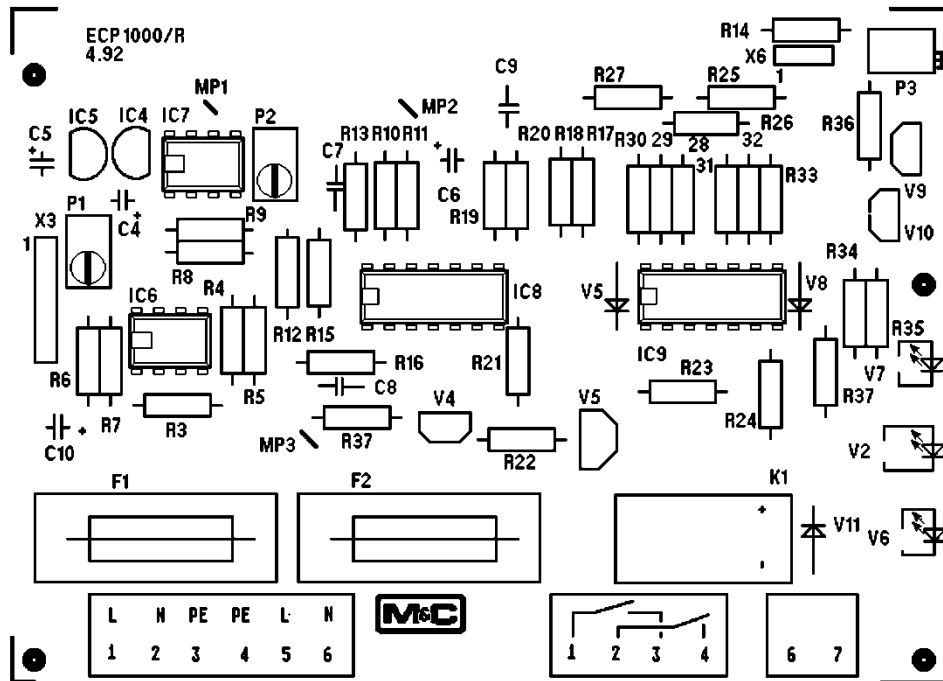 ECP1000/R
4.92
R14
X6
C9
R27
R25
1
P3
MP1
MP2
C5
IC5
IC4
IC7
P2
R13
R10
R11
R20
R18
R17
R30
29
28
31
32
R26
R36
R33
C7
C6
R19
V9
V10
X3
1
P1
C4
R9
R8
R4
R34
IC6
R12
R15
IC8
V5
V8
R35
R6
R7
R5
R3
R16
C8
R21
IC9
R23
V7
R37
R24
C10
MP3
R37
V4
V5
R22
V2
F1
F2
K1
V11
V6
L N PE PE L N
1 2 3 4 5 6
M&C
1 2 3 4
6 7